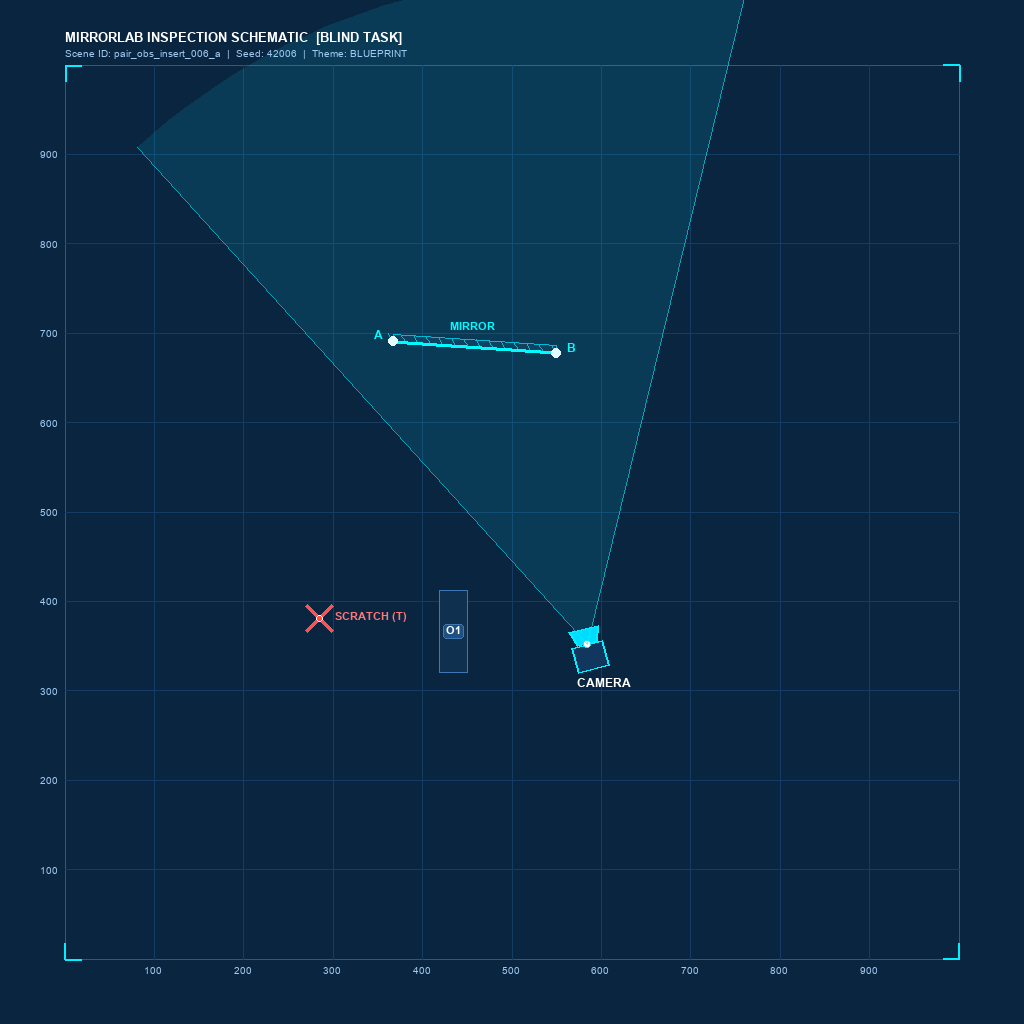 MIRRORLAB INSPECTION SCHEMATIC [BLIND TASK]
Scene ID: pair_obs_insert_006_a | Seed: 42006 | Theme: BLUEPRINT
900
800
700
600
500
400
300
200
100
MIRROR
A
B
SCRATCH (T)
O1
CAMERA
100 200 300 400 500 600 700 800 900